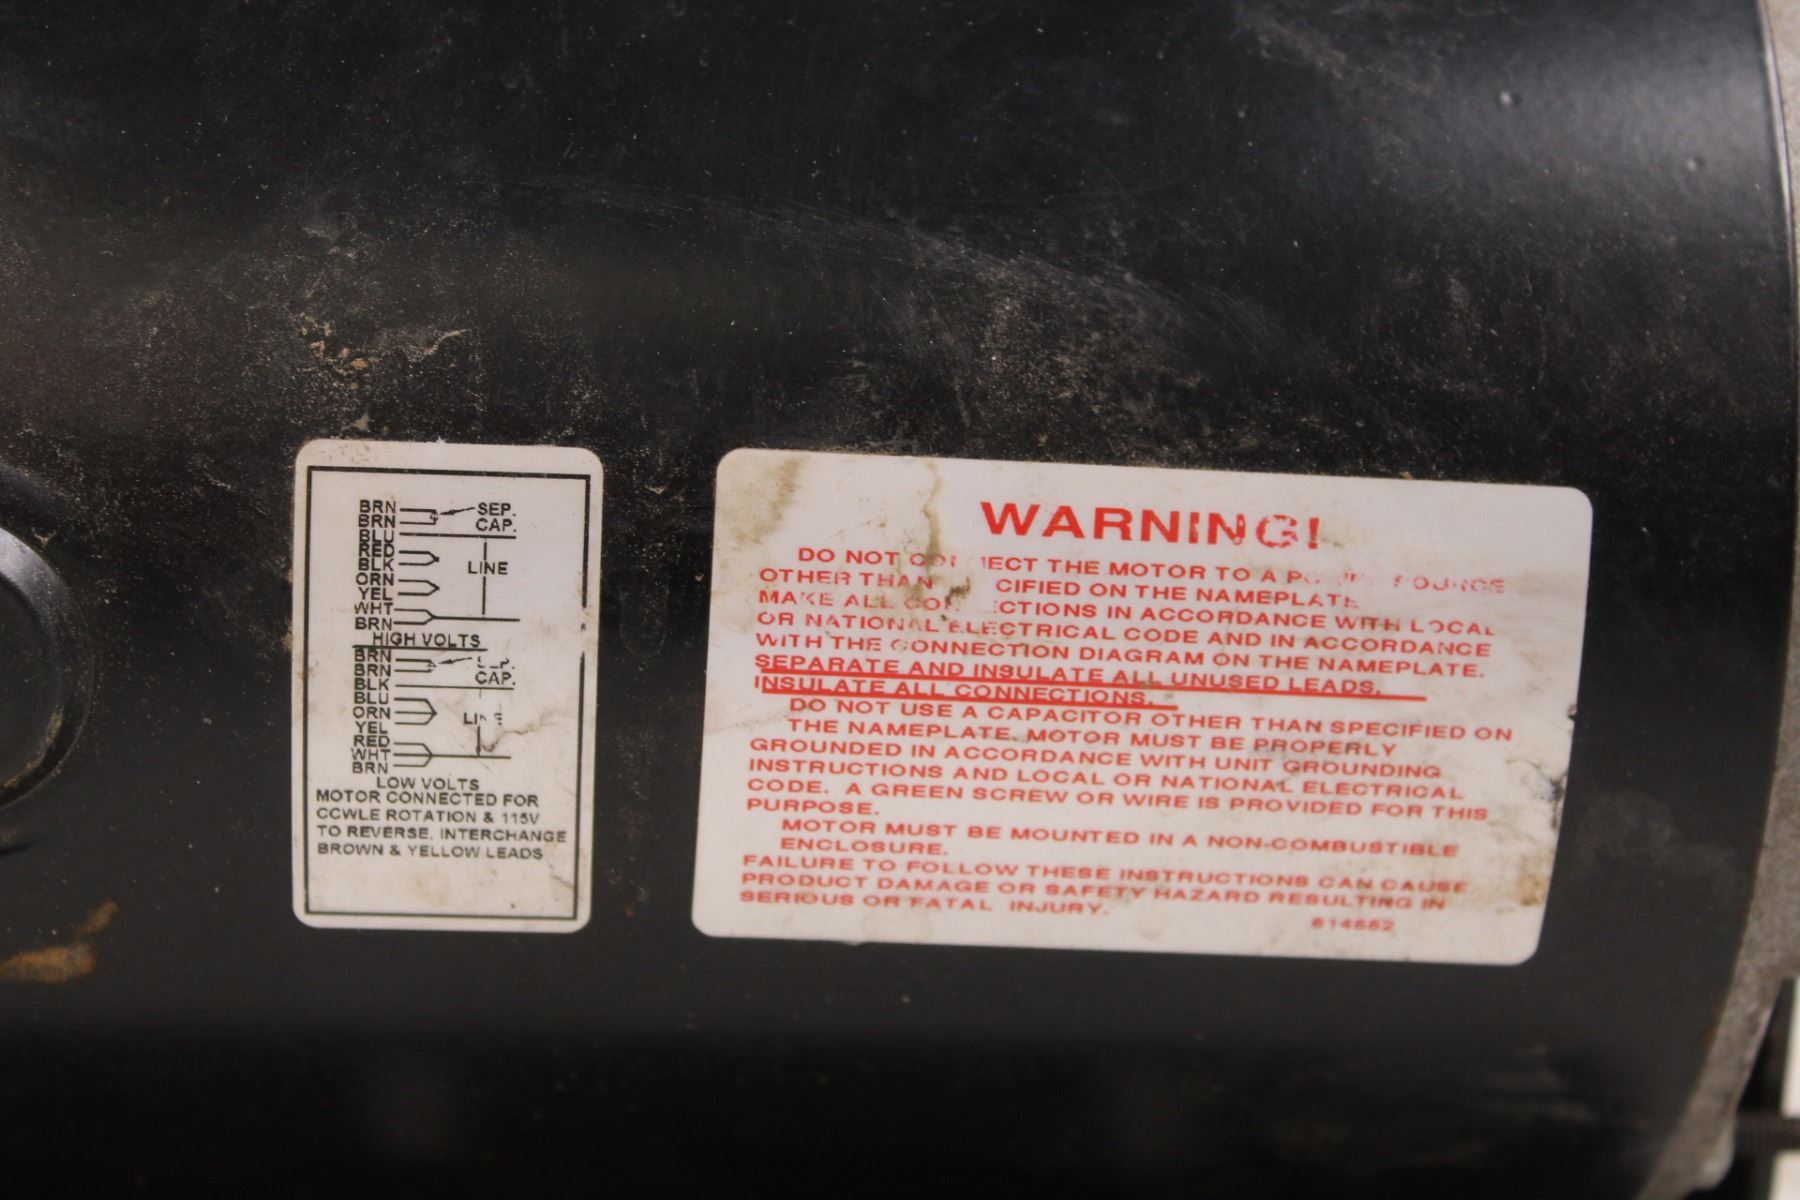 BRN
BRN
SEP.
CAP.
BLU
RED
BLK
LINE
ORN
YEL
WHT
BRN
HIGH VOLTS
BRN
BRN
CAP.
BLK
BLU
ORN
YEL
RED
WHT
BRN
LOW VOLTS
MOTOR CONNECTED FOR
CCWLE ROTATION & 115V
TO REVERSE, INTERCHANGE
BROWN & YELLOW LEADS
WARNING!
DO NOT THE MOTOR TO A SOURCE
OTHER THAN ON THE NAMEPLATE
MAKE ALL IN ACCORDANCE WITH LOCAL
OR NATIONAL ELECTRICAL CODE AND IN ACCORDANCE
WITH THE CONNECTION DIAGRAM ON THE NAMEPLATE.
SEPARATE AND INSULATE ALL UNUSED LEADS.
INSULATE ALL CONNECTIONS.
DO NOT USE A CAPACITOR OTHER THAN SPECIFIED ON
THE NAMEPLATE. MOTOR MUST BE PROPERLY
GROUNDED IN ACCORDANCE WITH UNIT GROUNDING
INSTRUCTIONS AND LOCAL OR NATIONAL ELECTRICAL
CODE. A GREEN SCREW OR WIRE IS PROVIDED FOR THIS
PURPOSE.
MOTOR MUST BE MOUNTED IN A NON-COMBUSTIBLE
ENCLOSURE.
FAILURE TO FOLLOW THESE INSTRUCTIONS CAN CAUSE
PRODUCT DAMAGE OR SAFETY HAZARD RESULTING IN
SERIOUS OR FATAL INJURY.